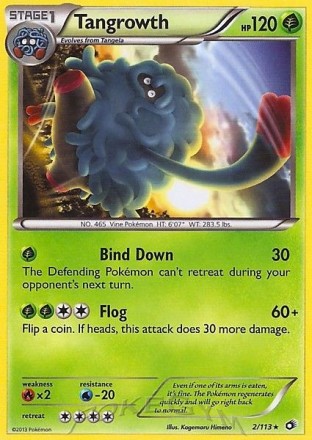 STAGE1 Tangrowth HP120
Evolves from Tangela
NO. 465 Vine Pokémon HT: 6'07" WT: 283.5 lbs.
Bind Down 30
The Defending Pokémon can't retreat during your
opponent's next turn.
Flog 60+
Flip a coin. If heads, this attack does 30 more damage.
weakness resistance
×2 -20
retreat
Even if one of its arms is eaten,
it's fine. The Pokémon regenerates
quickly and will go right back
to normal.
©2013 Pokémon Illus. Kagemaru Himeno 2/113 ★